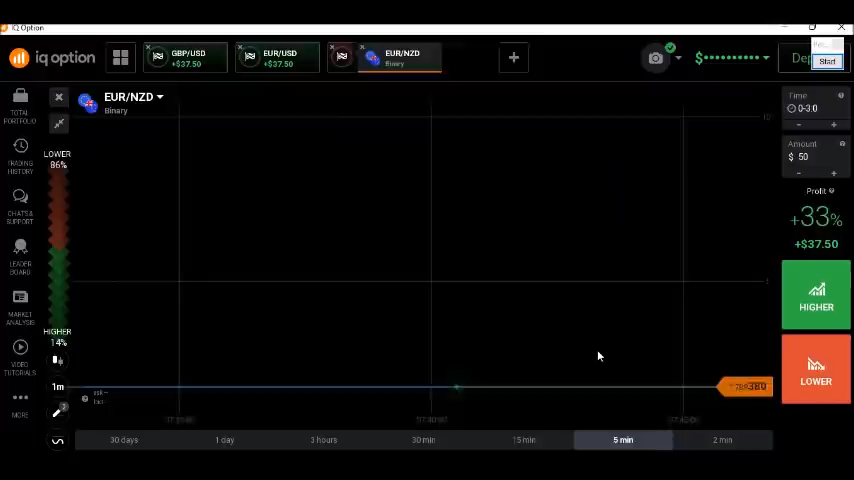 IQ Option
iq option
GBP/USD
+$37.50
EUR/USD
+$37.50
EUR/NZD
Binary
Start
EUR/NZD
Binary
TOTAL PORTFOLIO
TRADING HISTORY
CHATS & SUPPORT
LEADER BOARD
MARKET ANALYSIS
VIDEO TUTORIALS
MORE
LOWER
86%
HIGHER
14%
1m
30 days
1 day
3 hours
30 min
15 min
5 min
2 min
Time
0-3:0
Amount
$ 50
Profit
+33%
+$37.50
HIGHER
LOWER